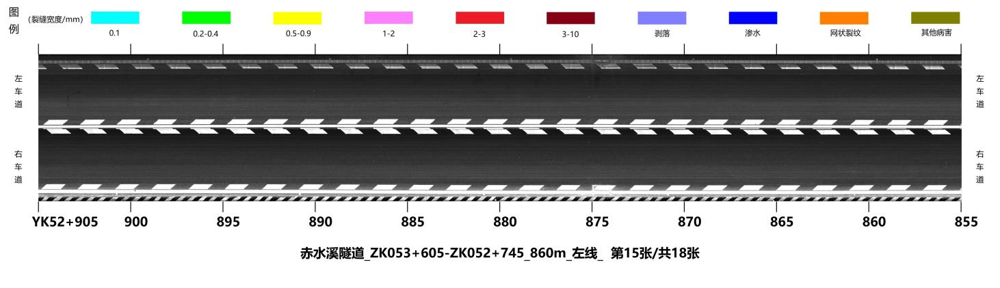 图例
(裂缝宽度/mm)
0.1
0.2-0.4
0.5-0.9
1-2
2-3
3-10
剥落
渗水
网状裂纹
其他病害
左车道
左车道
右车道
右车道
YK52+905 900 895 890 885 880 875 870 865 860 855
赤水溪隧道_ZK053+605-ZK052+745_860m_左线_ 第15张/共18张